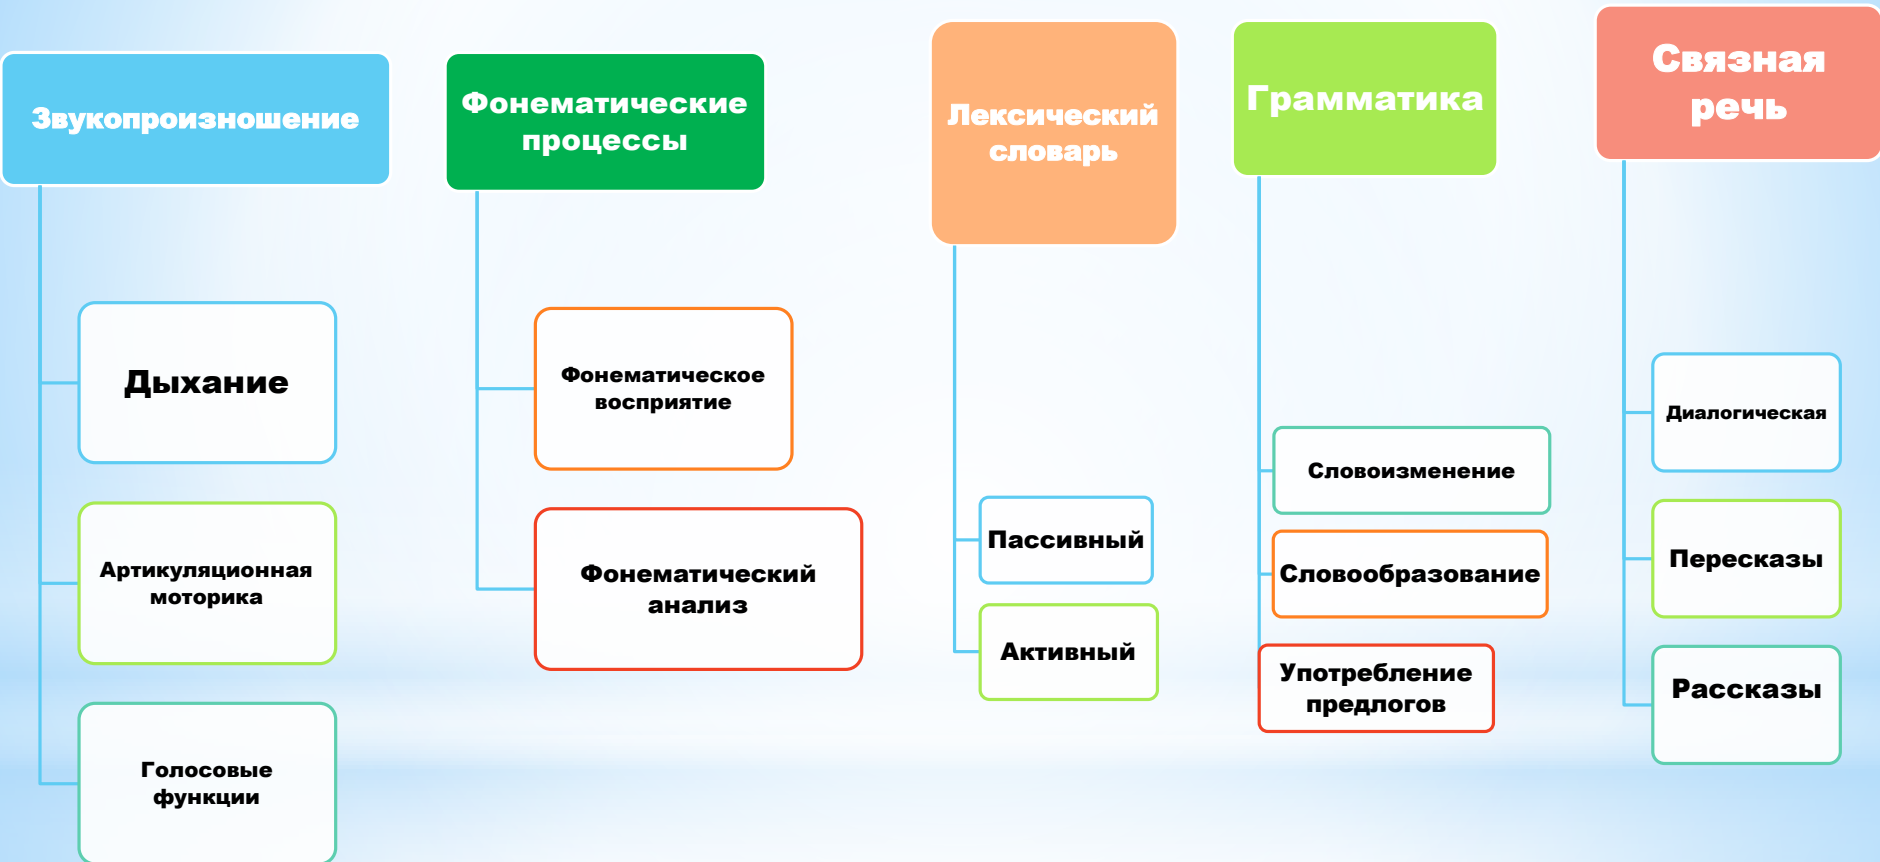 Звукопроизношение
Дыхание
Артикуляционная
моторика
Голосовые
функции
Фонематические
процессы
Фонематическое
восприятие
Фонематический
анализ
Лексический
словарь
Пассивный
Активный
Грамматика
Словоизменение
Словообразование
Употребление
предлогов
Связная
речь
Диалогическая
Пересказы
Рассказы